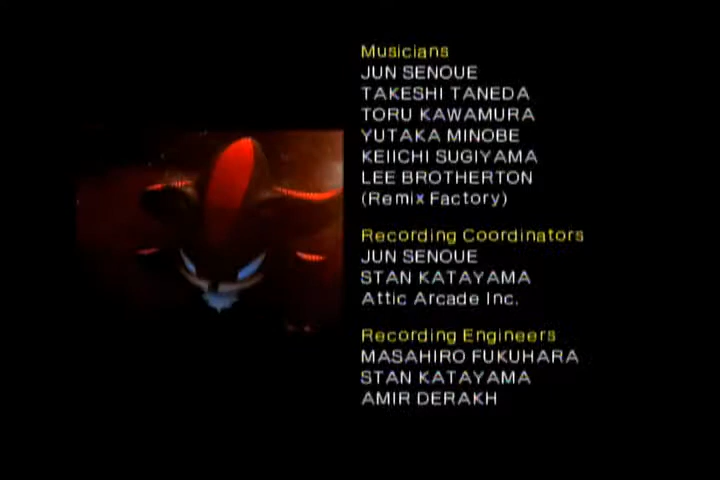 Musicians
JUN SENOUE
TAKESHI TANEDA
TORU KAWAMURA
YUTAKA MINOBE
KEIICHI SUGIYAMA
LEE BROTHERTON
(Remix Factory)
Recording Coordinators
JUN SENOUE
STAN KATAYAMA
Attic Arcade Inc.
Recording Engineers
MASAHIRO FUKUHARA
STAN KATAYAMA
AMIR DERAKH